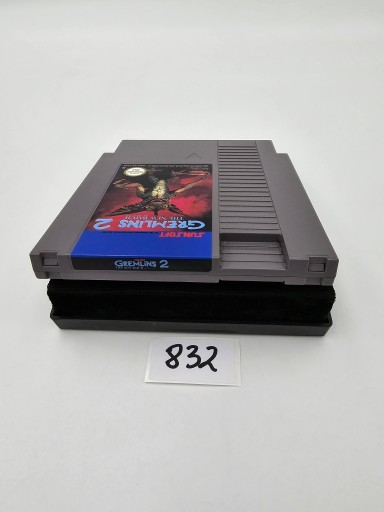 SUNSOFT
GREMLINS 2
THE NEW BATCH
GREMLINS 2
832